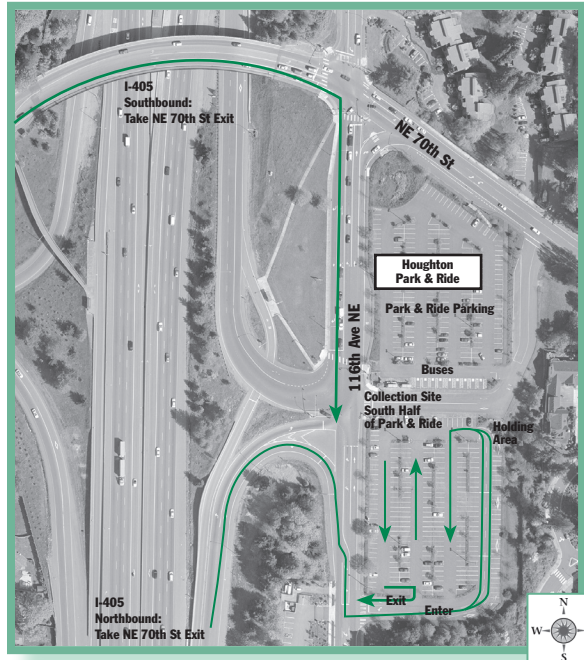 I-405
Southbound:
Take NE 70th St Exit
NE 70th St
Houghton
Park & Ride
Park & Ride Parking
116th Ave NE
Buses
Collection Site
South Half
of Park & Ride
Holding
Area
Exit
Enter
I-405
Northbound:
Take NE 70th St Exit
N
W
E
S